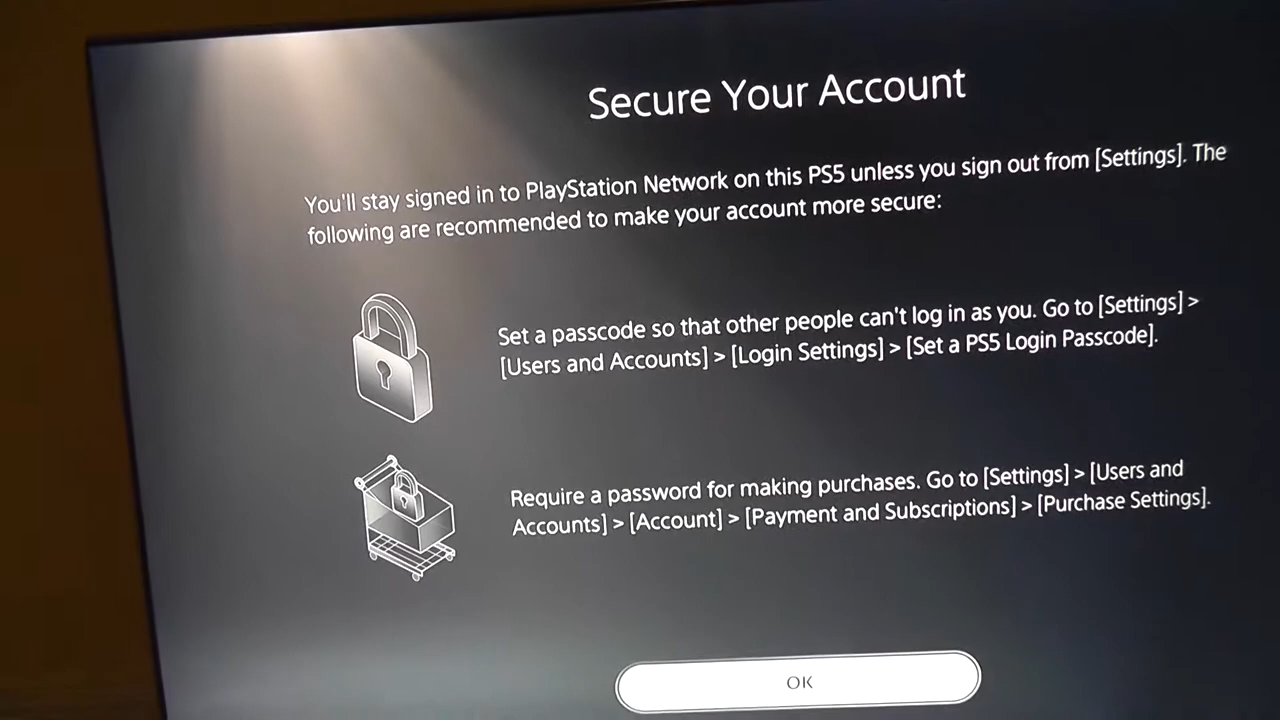 Secure Your Account
You'll stay signed in to PlayStation Network on this PS5 unless you sign out from [Settings]. The
following are recommended to make your account more secure:
Set a passcode so that other people can't log in as you. Go to [Settings] >
[Users and Accounts] > [Login Settings] > [Set a PS5 Login Passcode].
Require a password for making purchases. Go to [Settings] > [Users and
Accounts] > [Account] > [Payment and Subscriptions] > [Purchase Settings].
OK